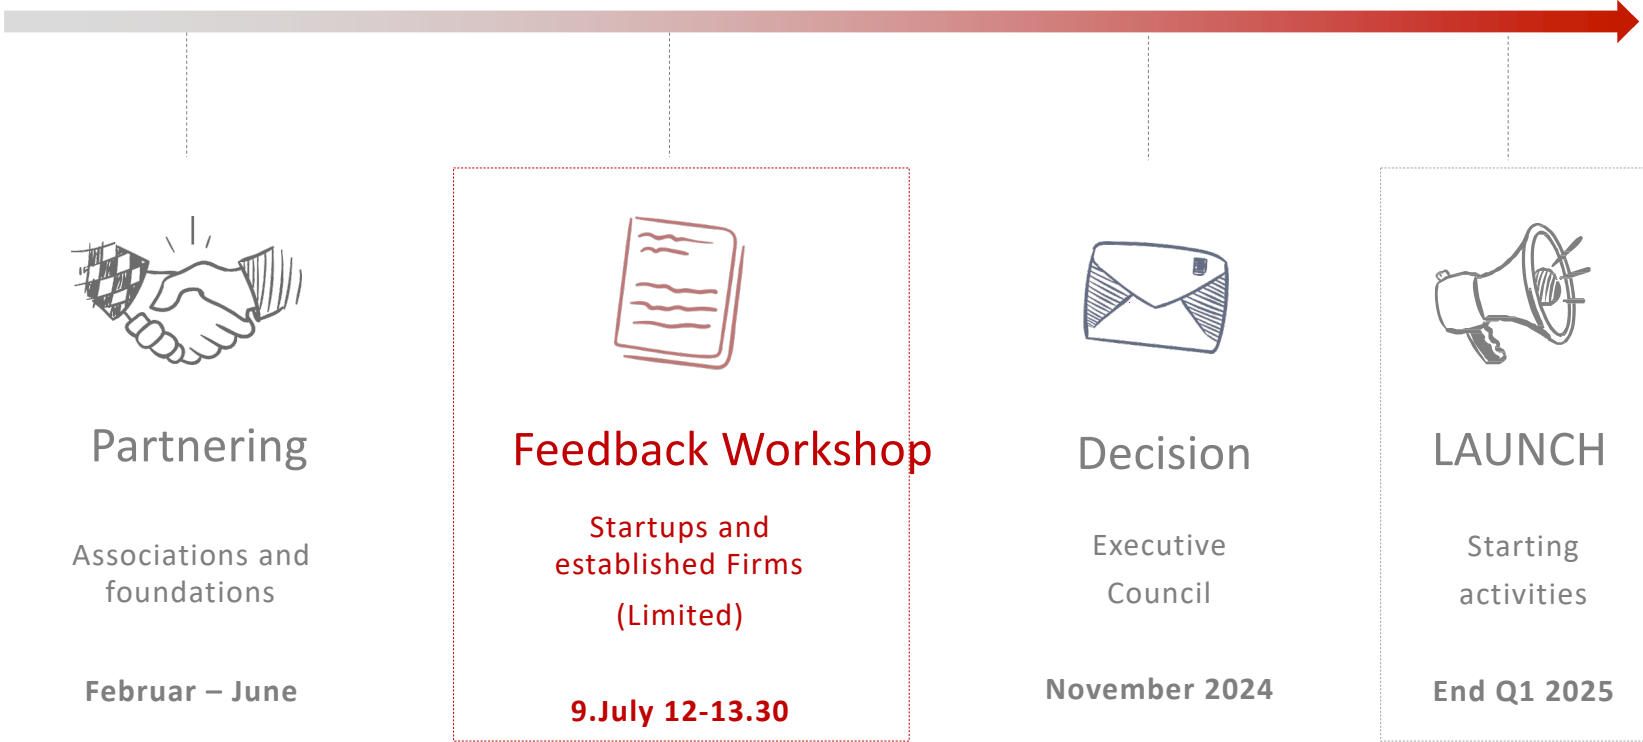 Partnering
Associations and
foundations
Februar – June
Feedback Workshop
Startups and
established Firms
(Limited)
9.July 12-13.30
Decision
Executive
Council
November 2024
LAUNCH
Starting
activities
End Q1 2025